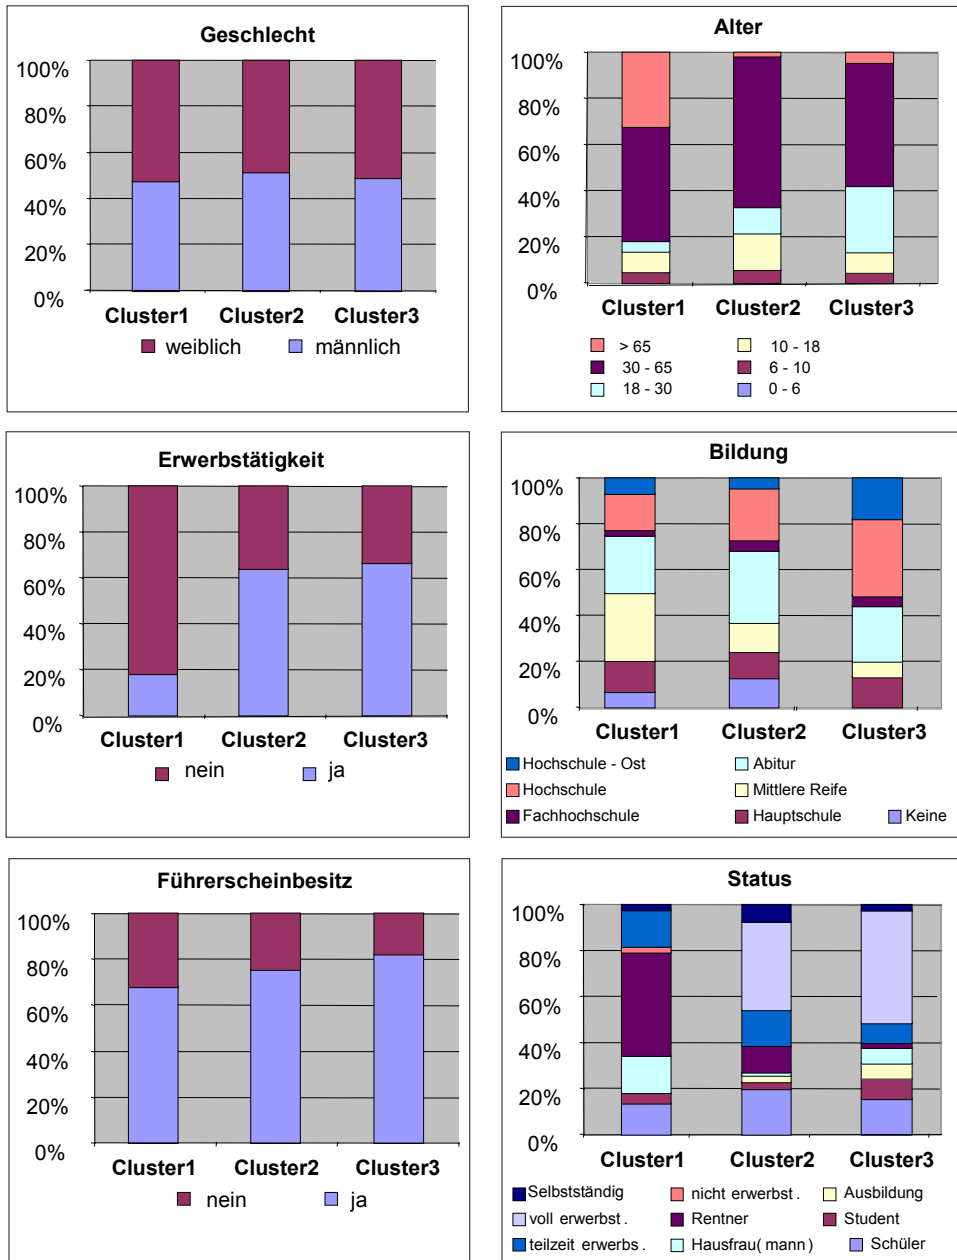 Geschlecht
100%
80%
60%
40%
20%
0%
Cluster1 Cluster2 Cluster3
weiblich männlich
Alter
100%
80%
60%
40%
20%
0%
Cluster1 Cluster2 Cluster3
> 65 10 - 18
30 - 65 6 - 10
18 - 30 0 - 6
Erwerbstätigkeit
100%
80%
60%
40%
20%
0%
Cluster1 Cluster2 Cluster3
nein ja
Bildung
100%
80%
60%
40%
20%
0%
Cluster1 Cluster2 Cluster3
Hochschule - Ost Abitur
Hochschule Mittlere Reife
Fachhochschule Hauptschule Keine
Führerscheinbesitz
100%
80%
60%
40%
20%
0%
Cluster1 Cluster2 Cluster3
nein ja
Status
100%
80%
60%
40%
20%
0%
Cluster1 Cluster2 Cluster3
Selbstständig nicht erwerbst. Ausbildung
voll erwerbst. Rentner Student
teilzeit erwerbs. Hausfrau(mann) Schüler